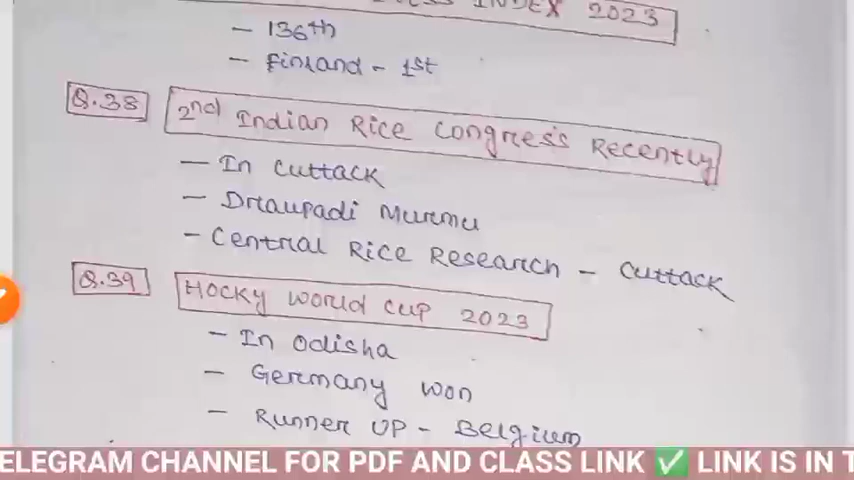 INDEX 2023
- 136th
- Finland - 1st
Q.38 2nd Indian Rice Congress Recently
- In Cuttack
- Draupadi Murmu
- Central Rice Research - Cuttack
Q.39 Hocky World Cup 2023
- In Odisha
- Germany won
- Runner UP - Belgium
ELEGRAM CHANNEL FOR PDF AND CLASS LINK ✅ LINK IS IN T